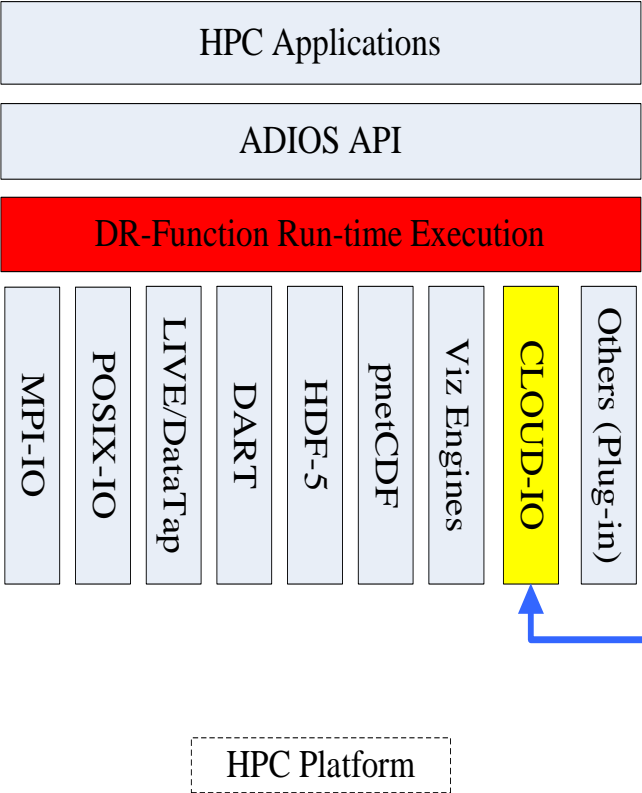 HPC Applications
ADIOS API
DR-Function Run-time Execution
MPI-IO
POSIX-IO
LIVE/DataTap
DART
HDF-5
pnetCDF
Viz Engines
CLOUD-IO
Others (Plug-in)
HPC Platform